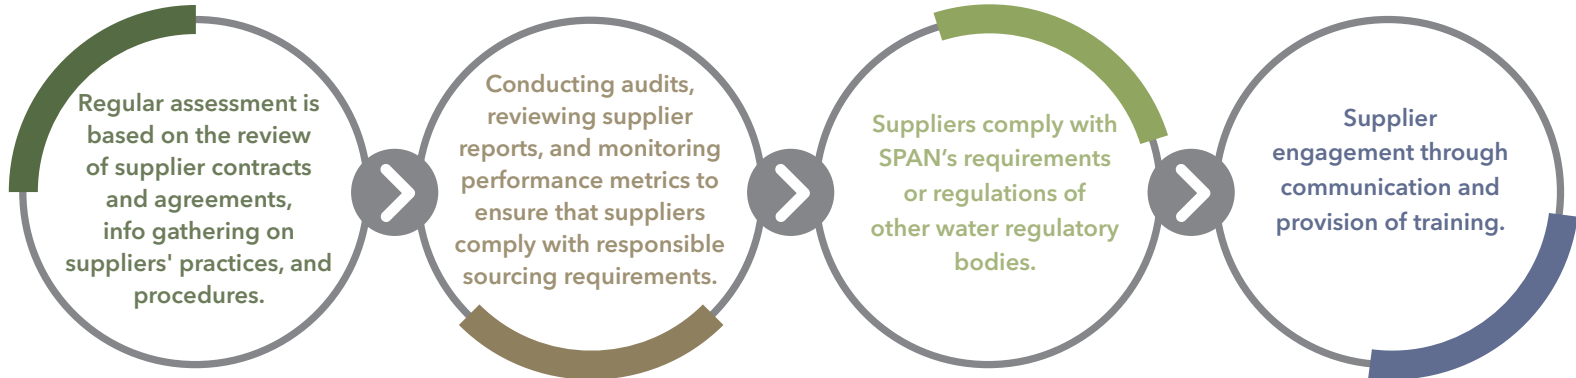 Regular assessment is
based on the review
of supplier contracts
and agreements,
info gathering on
suppliers' practices, and
procedures.
Conducting audits,
reviewing supplier
reports, and monitoring
performance metrics to
ensure that suppliers
comply with responsible
sourcing requirements.
Suppliers comply with
SPAN’s requirements
or regulations of
other water regulatory
bodies.
Supplier
engagement through
communication and
provision of training.